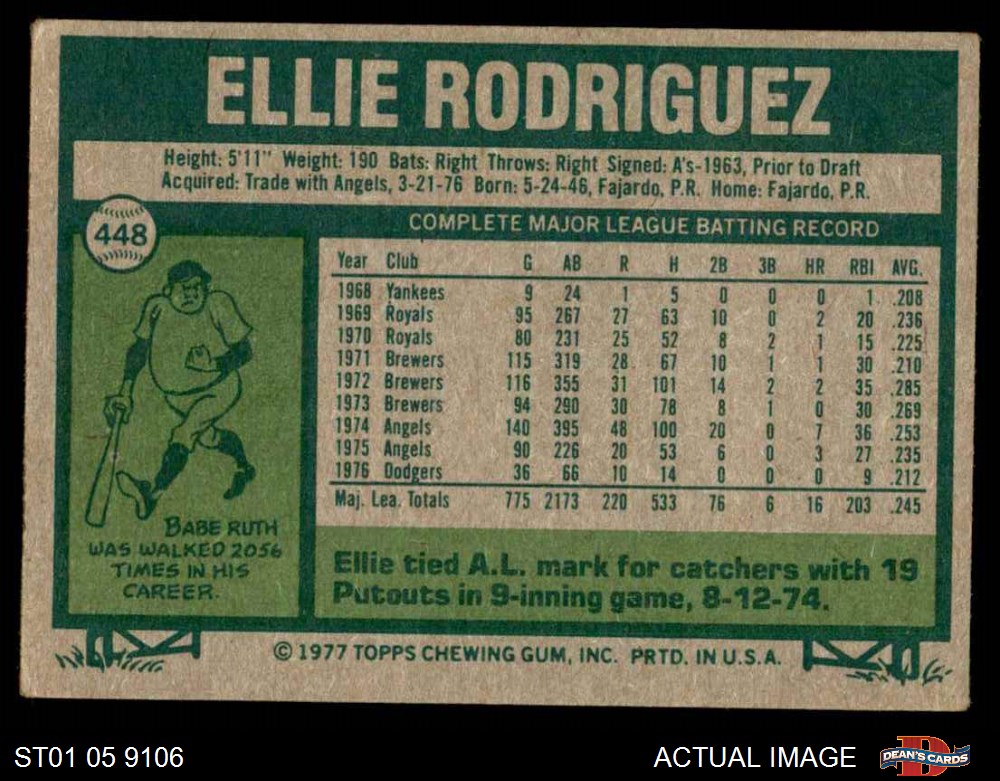 ELLIE RODRIGUEZ
Height: 5'11" Weight: 190 Bats: Right Throws: Right Signed: A's-1963, Prior to Draft
Acquired: Trade with Angels, 3-21-76 Born: 5-24-46, Fajardo, P.R. Home: Fajardo, P.R.
448
COMPLETE MAJOR LEAGUE BATTING RECORD
Year Club G AB R H 2B 3B HR RBI AVG.
1968 Yankees 9 24 1 5 0 0 0 1 .208
1969 Royals 95 267 27 63 10 0 2 20 .236
1970 Royals 80 231 25 52 8 2 1 15 .225
1971 Brewers 115 319 28 67 10 1 1 30 .210
1972 Brewers 116 355 31 101 14 2 2 35 .285
1973 Brewers 94 290 30 78 8 1 0 30 .269
1974 Angels 140 395 48 100 20 0 7 36 .253
1975 Angels 90 226 20 53 6 0 3 27 .235
1976 Dodgers 36 66 10 14 0 0 0 9 .212
Maj. Lea. Totals 775 2173 220 533 76 6 16 203 .245
BABE RUTH
WAS WALKED 2056
TIMES IN HIS
CAREER.
Ellie tied A.L. mark for catchers with 19
Putouts in 9-inning game, 8-12-74.
© 1977 TOPPS CHEWING GUM, INC. PRTD. IN U.S.A.
ST01 05 9106
ACTUAL IMAGE
DEAN'S CARDS